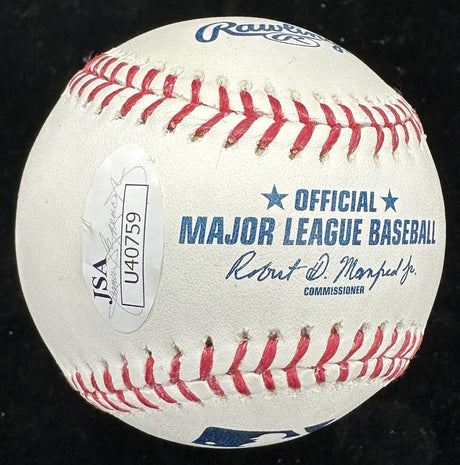 Rawlings
OFFICIAL
MAJOR LEAGUE BASEBALL
Robert D. Manfred Jr.
COMMISSIONER
JSA
U40759